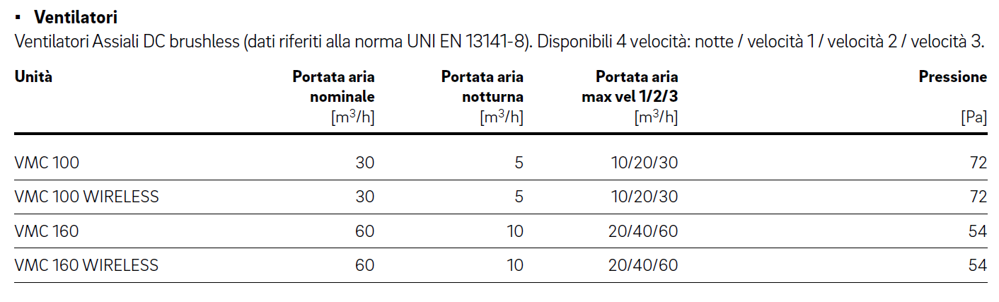 ▪ Ventilatori
Ventilatori Assiali DC brushless (dati riferiti alla norma UNI EN 13141-8). Disponibili 4 velocità: notte / velocità 1 / velocità 2 / velocità 3.
Unità Portata aria Portata aria Portata aria Pressione
nominale notturna max vel 1/2/3
[m³/h] [m³/h] [m³/h] [Pa]
VMC 100 30 5 10/20/30 72
VMC 100 WIRELESS 30 5 10/20/30 72
VMC 160 60 10 20/40/60 54
VMC 160 WIRELESS 60 10 20/40/60 54